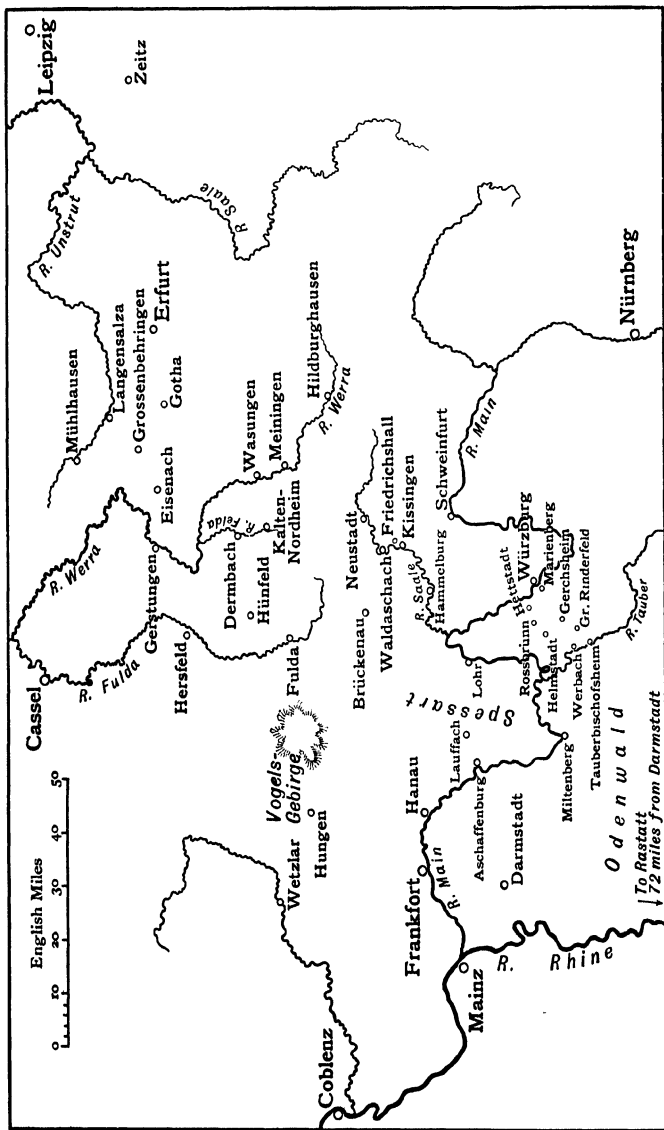 English Miles
0
10
20
30
40
50
Cassel
R. Werra
R. Fulda
Mühlhausen
R. Unstrut
Leipzig
Zeitz
Langensalza
Grossenbehringen
Gotha
Erfurt
R Saale
Eisenach
Gerstungen
Hersfeld
Wasungen
Meiningen
Hildburghausen
R. Werra
R. Felda
Dermbach
Kalten-
Nordheim
Hünfeld
Fulda
Vogels-
Gebirge
Wetzlar
Hungen
Coblenz
Neustadt
Brückenau
Waldaschach
Friedrichshall
Kissingen
R. Saale
Hammelburg
Schweinfurt
R. Main
Frankfort
Hanau
R. Main
Mainz
R. Rhine
Darmstadt
Aschaffenburg
Lauffach
Spessart
Lohr
Rossbrünn
Hettstadt
Würzburg
Marienberg
Helmstadt
Gerchsheim
Gr. Rinderfeld
Werbach
Tauberbischofsheim
R. Tauber
Miltenberg
Odenwald
To Rastatt
72 miles from Darmstadt
Nürnberg